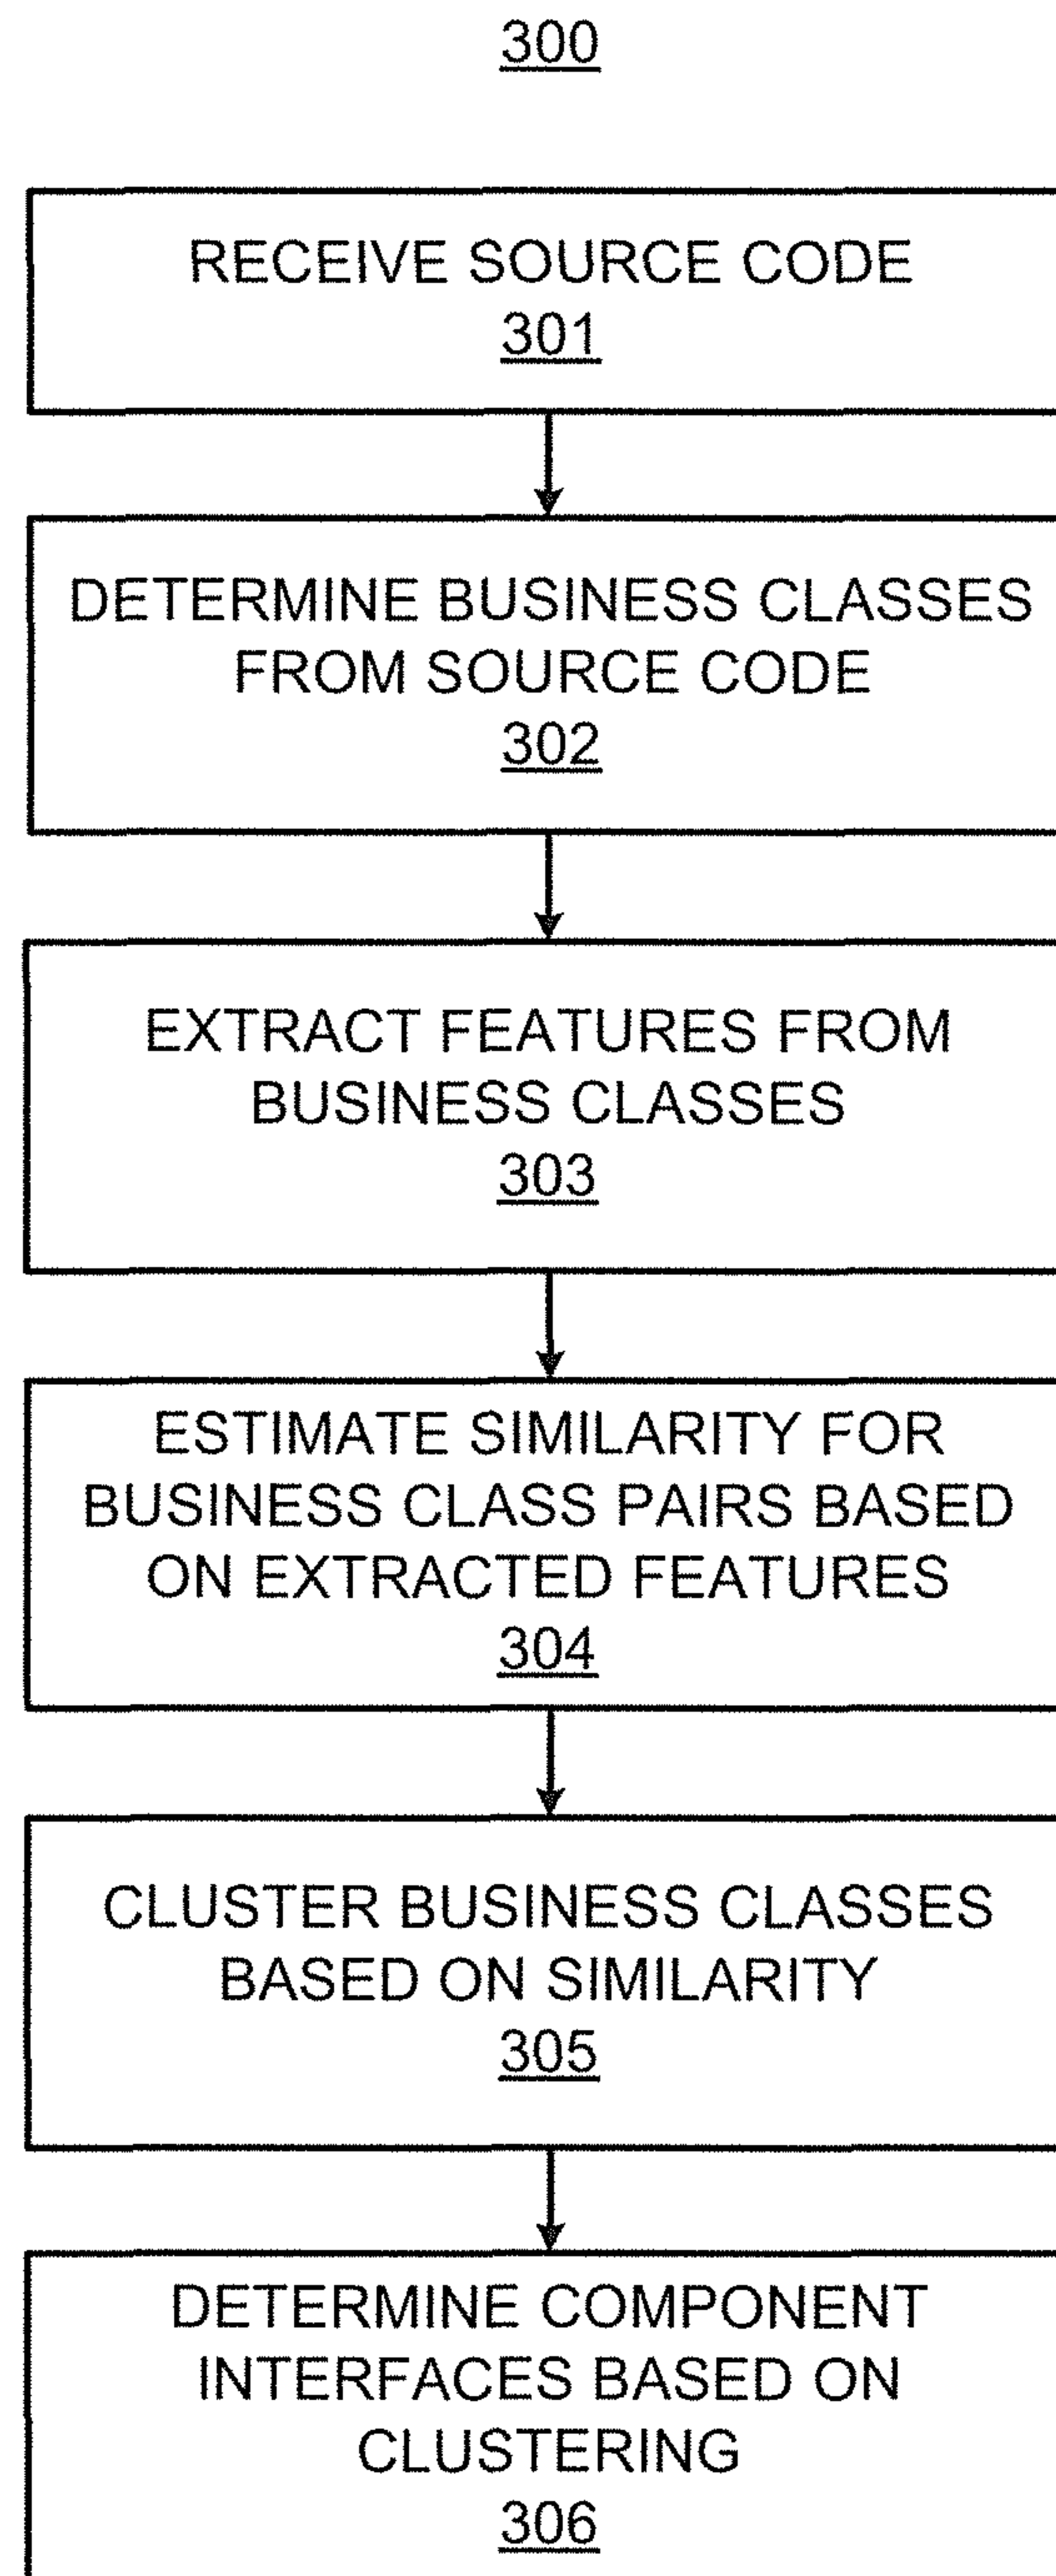 300
RECEIVE SOURCE CODE
301
DETERMINE BUSINESS CLASSES
FROM SOURCE CODE
302
EXTRACT FEATURES FROM
BUSINESS CLASSES
303
ESTIMATE SIMILARITY FOR
BUSINESS CLASS PAIRS BASED
ON EXTRACTED FEATURES
304
CLUSTER BUSINESS CLASSES
BASED ON SIMILARITY
305
DETERMINE COMPONENT
INTERFACES BASED ON
CLUSTERING
306